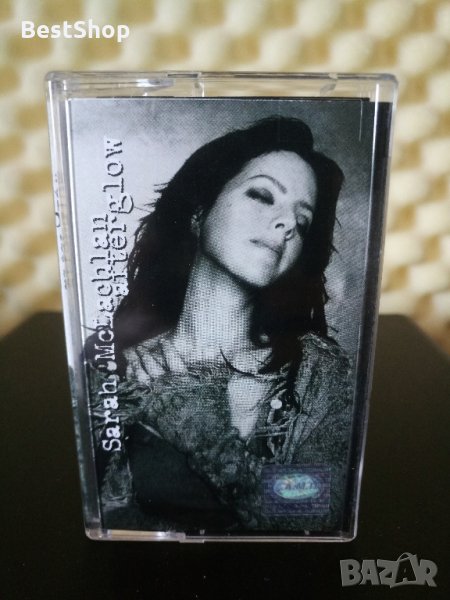 BestShop
Sarah McLachlan
afterglow
BAZAR